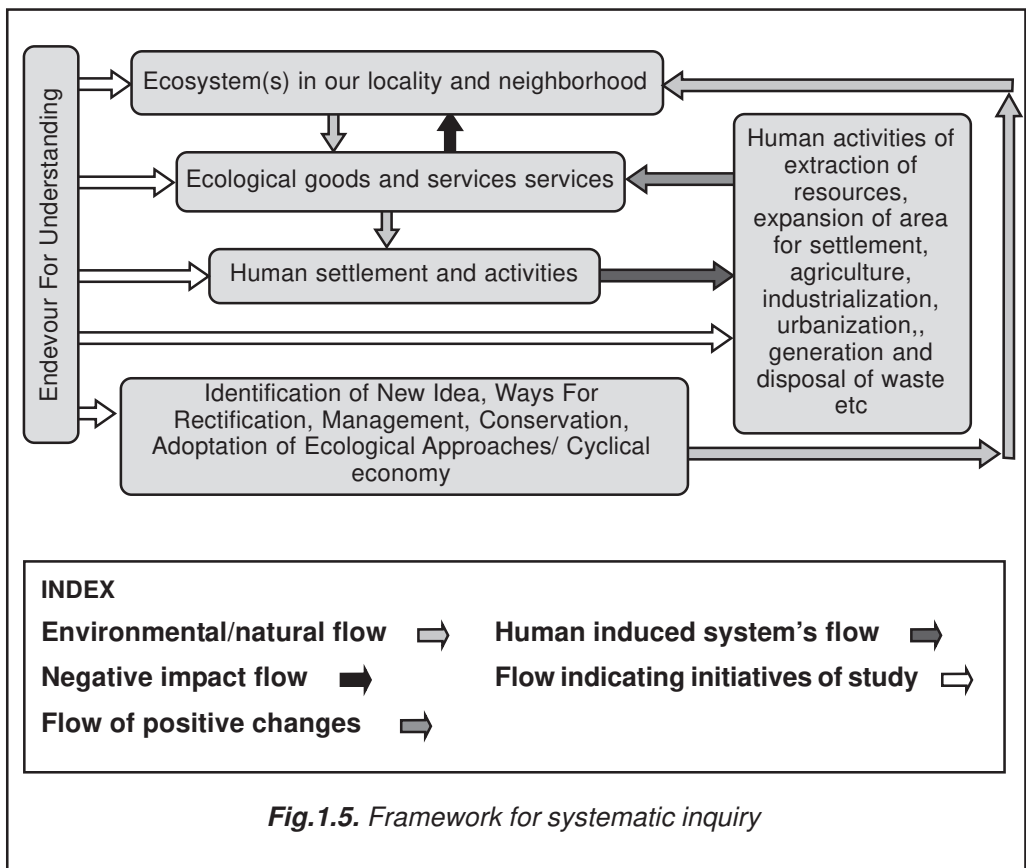 Endevour For Understanding
Ecosystem(s) in our locality and neighborhood
Ecological goods and services services
Human settlement and activities
Human activities of
extraction of
resources,
expansion of area
for settlement,
agriculture,
industrialization,
urbanization,,
generation and
disposal of waste
etc
Identification of New Idea, Ways For
Rectification, Management, Conservation,
Adoptation of Ecological Approaches/ Cyclical
economy
INDEX
Environmental/natural flow
Human induced system's flow
Negative impact flow
Flow indicating initiatives of study
Flow of positive changes
Fig.1.5. Framework for systematic inquiry